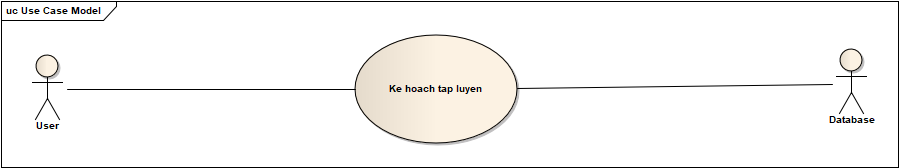 uc Use Case Model
Ke hoach tap luyen
User
Database